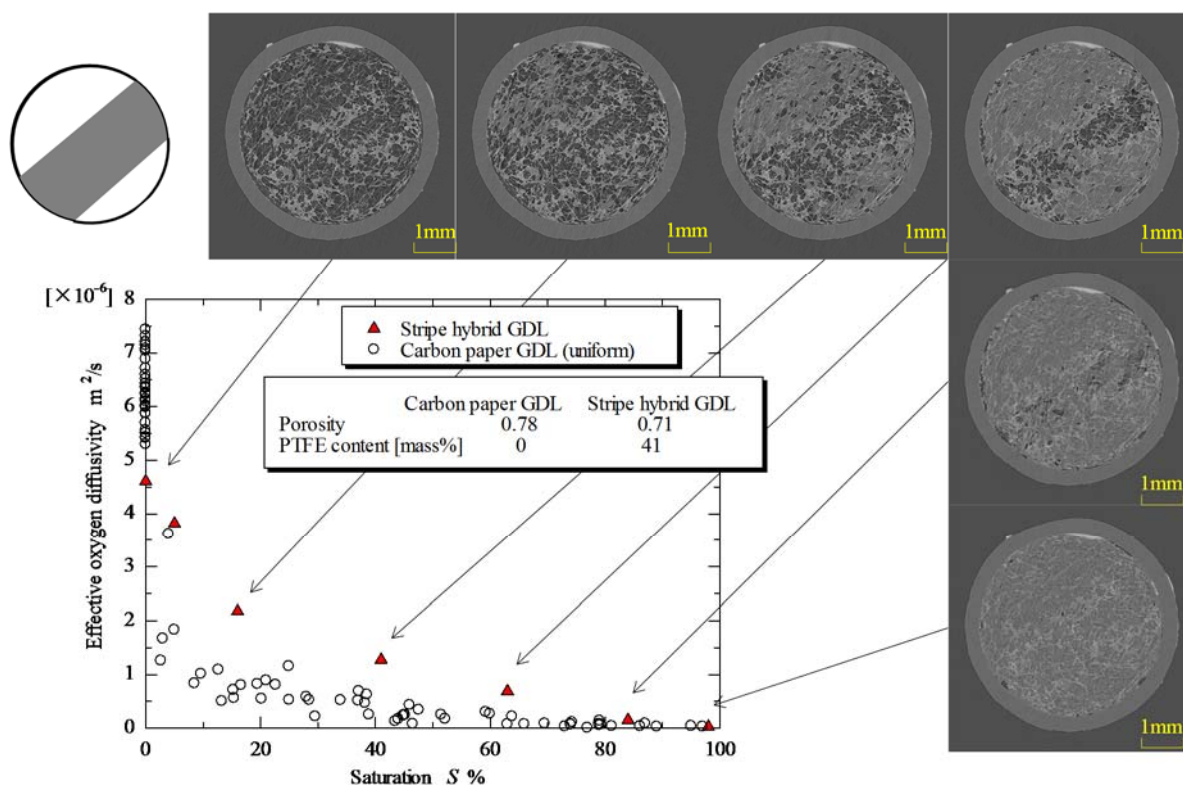 1mm 1mm 1mm 1mm
[×10⁻⁶]
8
7
6
5
4
3
2
1
0
Effective oxygen diffusivity m²/s
Stripe hybrid GDL
Carbon paper GDL (uniform)
Carbon paper GDL Stripe hybrid GDL
Porosity 0.78 0.71
PTFE content [mass%] 0 41
1mm
1mm
0 20 40 60 80 100
Saturation S %